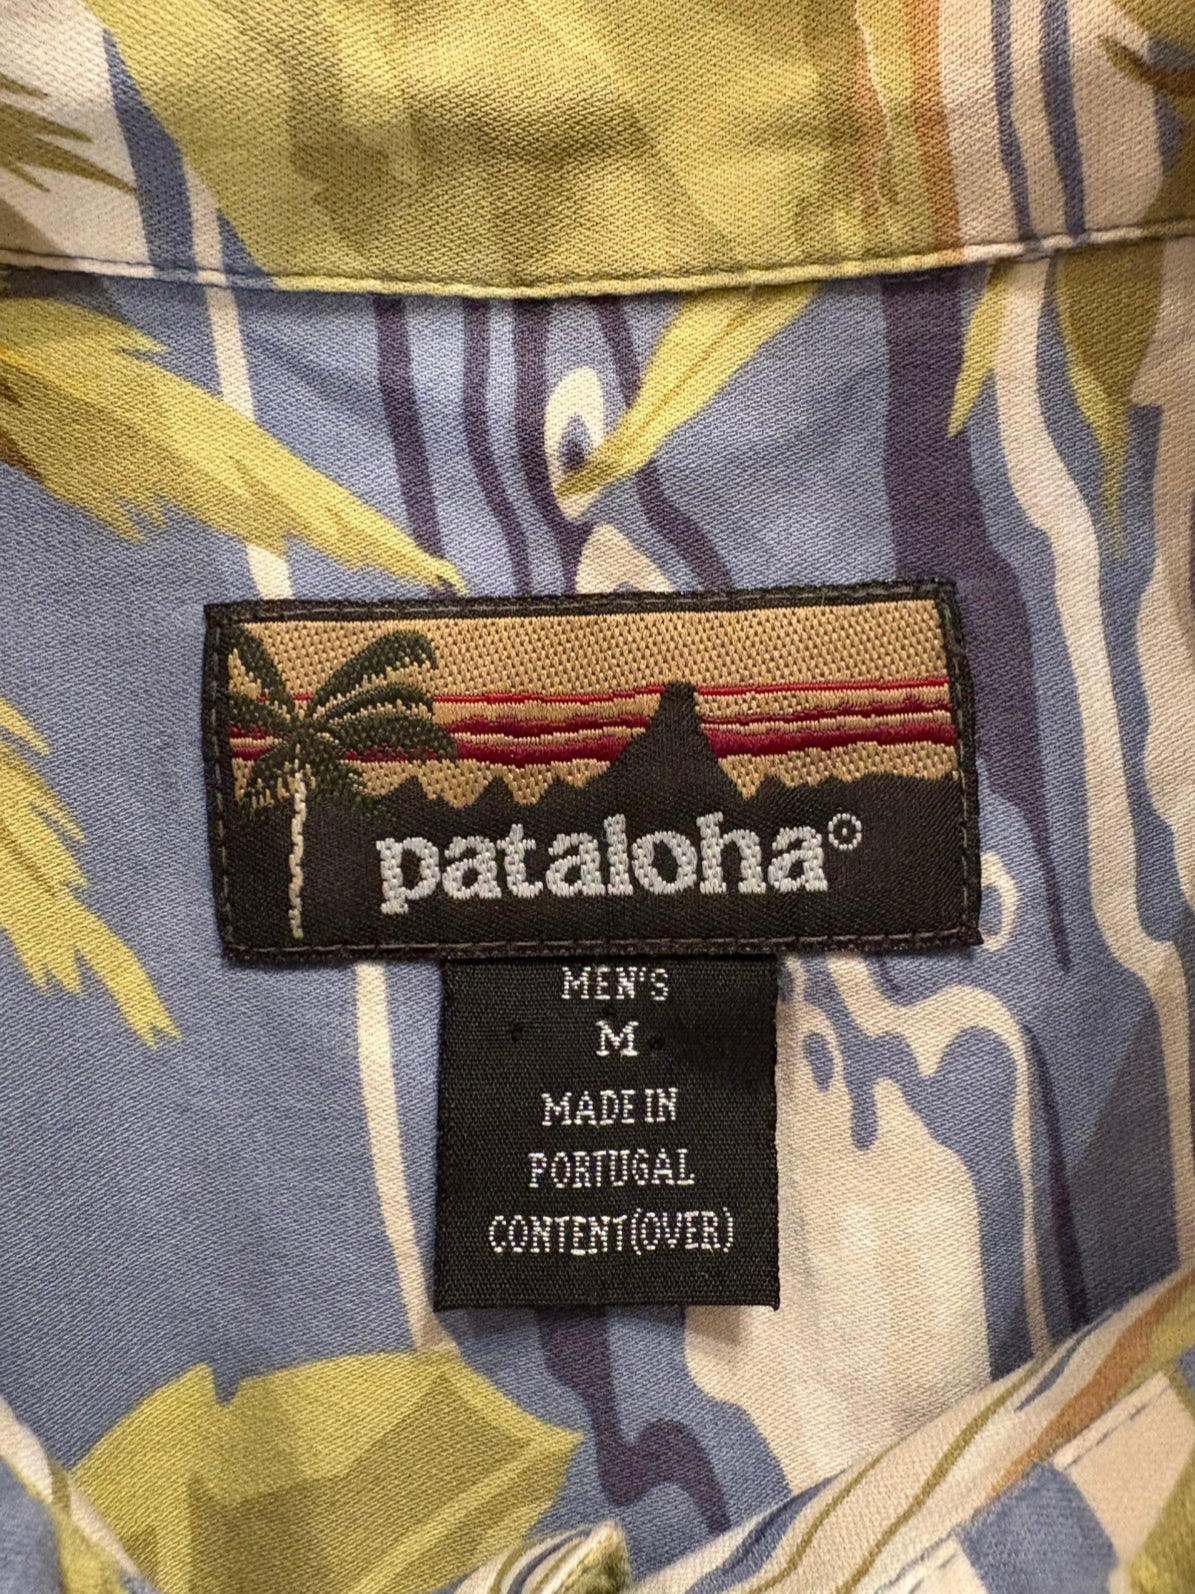 pataloha®
MEN'S
M
MADE IN
PORTUGAL
CONTENT(OVER)